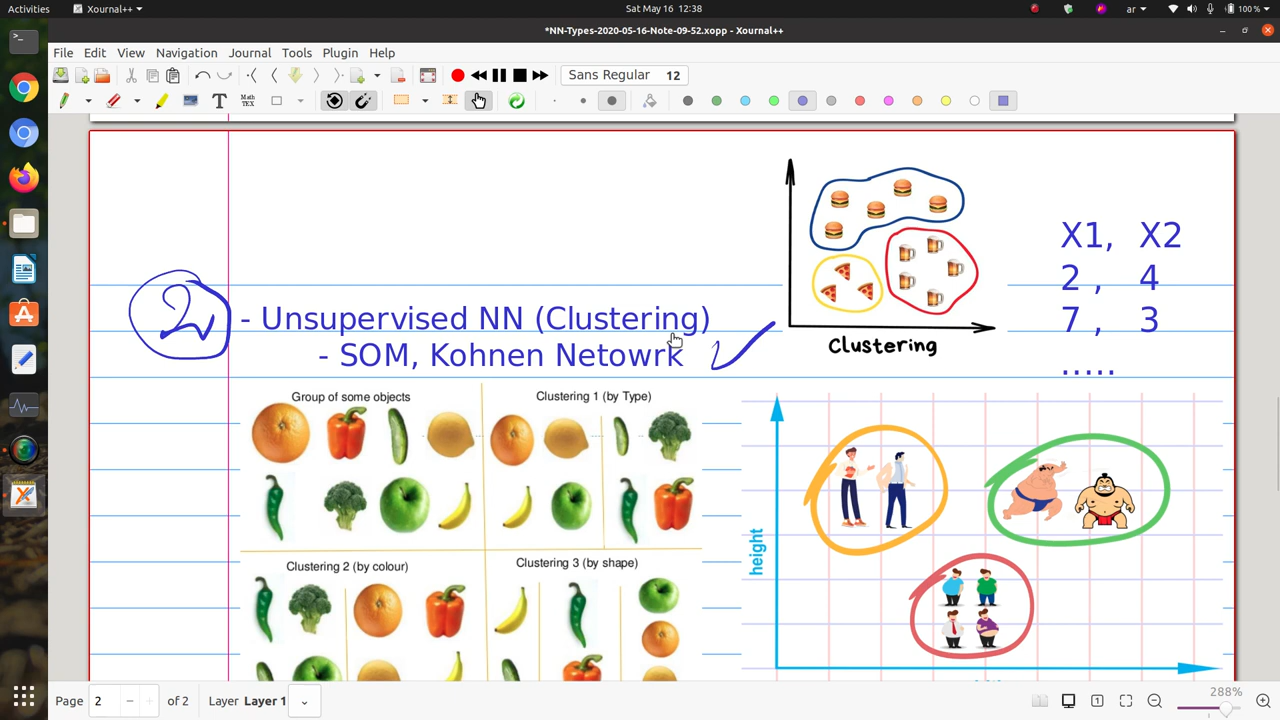 Activities
Xournal++
Sat May 16 12:38
ar
100 %
*NN-Types-2020-05-16-Note-09-52.xopp - Xournal++
File Edit View Navigation Journal Tools Plugin Help
Sans Regular 12
Math
TEX
X1, X2
2 , 4
7 , 3
.....
2
- Unsupervised NN (Clustering)
- SOM, Kohnen Netowrk
Clustering
Group of some objects
Clustering 1 (by Type)
Clustering 2 (by colour)
Clustering 3 (by shape)
height
Page 2 of 2 Layer Layer 1
288%